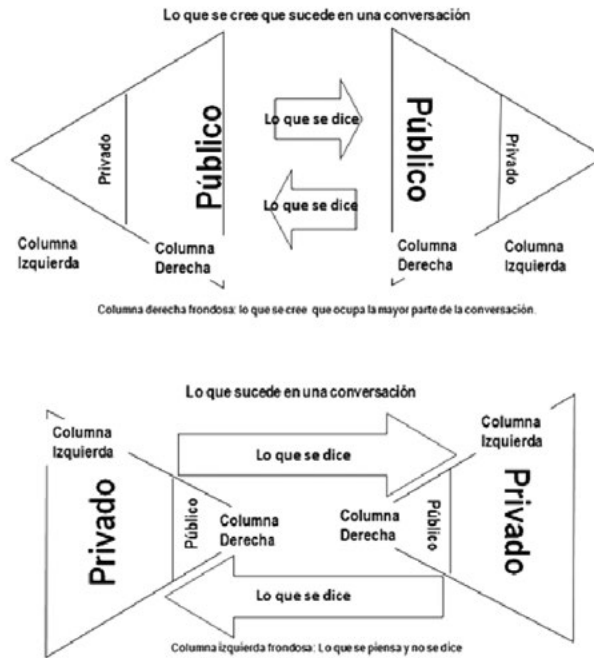 Lo que se cree que sucede en una conversación
Privado
Público
Lo que se dice
Lo que se dice
Público
Privado
Columna
Izquierda
Columna
Derecha
Columna
Derecha
Columna
Izquierda
Columna derecha frondosa: lo que se cree que ocupa la mayor parte de la conversación.
Lo que sucede en una conversación
Columna
Izquierda
Privado
Público
Columna
Derecha
Lo que se dice
Lo que se dice
Columna
Derecha
Público
Privado
Columna
Izquierda
Columna izquierda frondosa: Lo que se piensa y no se dice